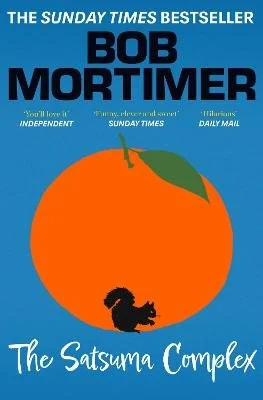 THE SUNDAY TIMES BESTSELLER
BOB
MORTIMER
'You'll love it' 'Funny, clever and sweet' 'Hilarious'
INDEPENDENT SUNDAY TIMES DAILY MAIL
The Satsuma Complex